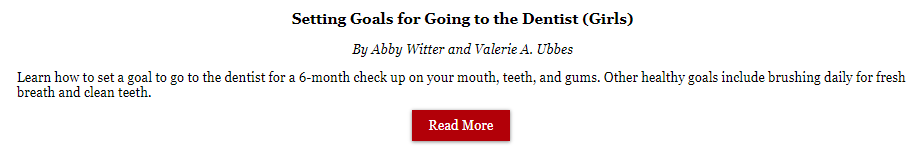 Setting Goals for Going to the Dentist (Girls)
By Abby Witter and Valerie A. Ubbes
Learn how to set a goal to go to the dentist for a 6-month check up on your mouth, teeth, and gums. Other healthy goals include brushing daily for fresh
breath and clean teeth.
Read More